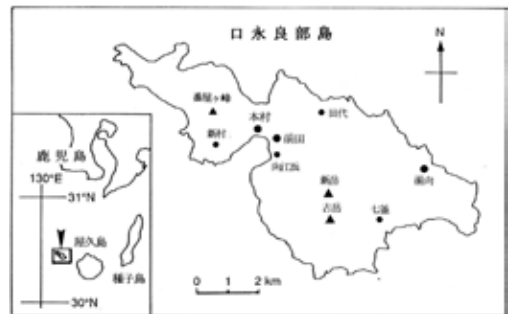 口永良部島
N
番屋ヶ峰
田代
本村
前田
新村
向江浜
湯向
新岳
古岳
七釜
鹿児島
130°E
31°N
屋久島
種子島
30°N
0 1 2 km